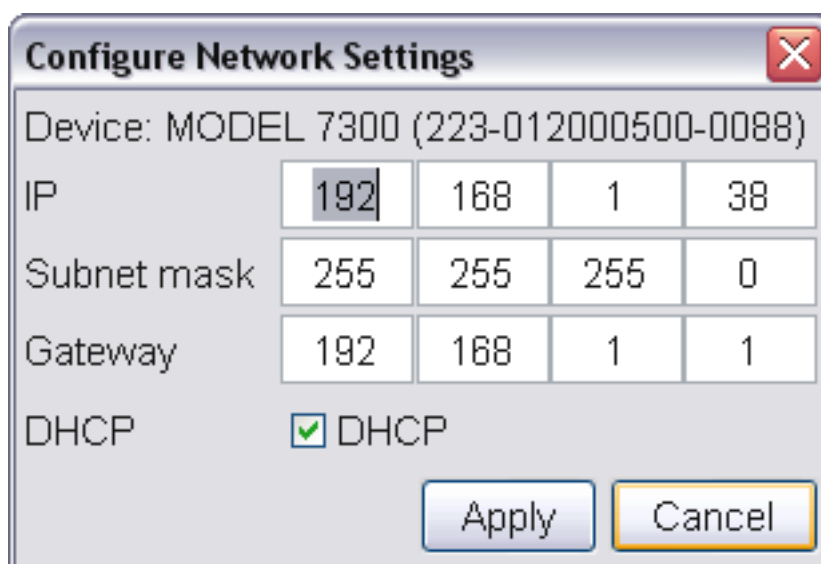 Configure Network Settings
Device: MODEL 7300 (223-012000500-0088)
IP 192 168 1 38
Subnet mask 255 255 255 0
Gateway 192 168 1 1
DHCP DHCP
Apply Cancel